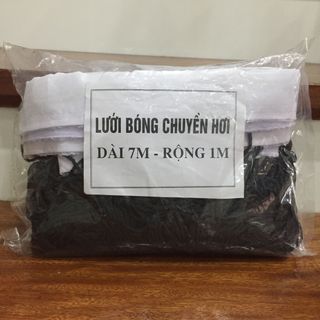 LƯỚI BÓNG CHUYỀN HƠI
DÀI 7M - RỘNG 1M